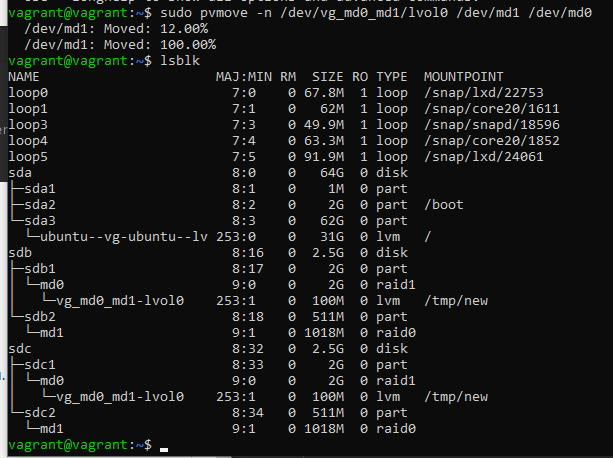 vagrant@vagrant:~$ sudo pvmove -n /dev/vg_md0_md1/lvol0 /dev/md1 /dev/md0
  /dev/md1: Moved: 12.00%
  /dev/md1: Moved: 100.00%
vagrant@vagrant:~$ lsblk
NAME                      MAJ:MIN RM  SIZE RO TYPE  MOUNTPOINT
loop0                       7:0    0 67.8M  1 loop  /snap/lxd/22753
loop1                       7:1    0   62M  1 loop  /snap/core20/1611
loop3                       7:3    0 49.9M  1 loop  /snap/snapd/18596
loop4                       7:4    0 63.3M  1 loop  /snap/core20/1852
loop5                       7:5    0 91.9M  1 loop  /snap/lxd/24061
sda                         8:0    0   64G  0 disk
├─sda1                      8:1    0    1M  0 part
├─sda2                      8:2    0    2G  0 part  /boot
└─sda3                      8:3    0   62G  0 part
  └─ubuntu--vg-ubuntu--lv 253:0    0   31G  0 lvm   /
sdb                         8:16   0  2.5G  0 disk
├─sdb1                      8:17   0    2G  0 part
│ └─md0                     9:0    0    2G  0 raid1
│   └─vg_md0_md1-lvol0    253:1    0  100M  0 lvm   /tmp/new
└─sdb2                      8:18   0  511M  0 part
  └─md1                     9:1    0 1018M  0 raid0
sdc                         8:32   0  2.5G  0 disk
├─sdc1                      8:33   0    2G  0 part
│ └─md0                     9:0    0    2G  0 raid1
│   └─vg_md0_md1-lvol0    253:1    0  100M  0 lvm   /tmp/new
└─sdc2                      8:34   0  511M  0 part
  └─md1                     9:1    0 1018M  0 raid0
vagrant@vagrant:~$